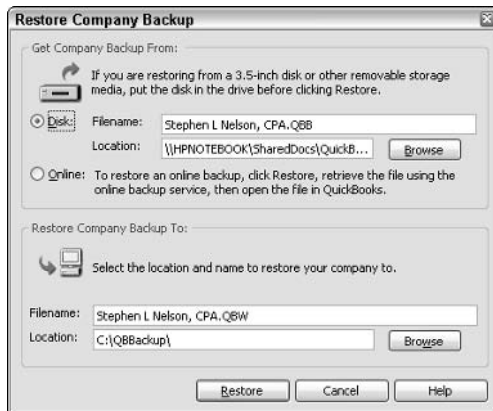 Restore Company Backup
Get Company Backup From:
If you are restoring from a 3.5-inch disk or other removable storage
media, put the disk in the drive before clicking Restore.
Disk:
Filename:
Stephen L Nelson, CPA.QBB
Location:
\\HPNOTEBOOK\SharedDocs\QuickB...
Browse
Online:
To restore an online backup, click Restore, retrieve the file using the
online backup service, then open the file in QuickBooks.
Restore Company Backup To:
Select the location and name to restore your company to.
Filename:
Stephen L Nelson, CPA.QBW
Location:
C:\QBBackup\
Browse
Restore
Cancel
Help